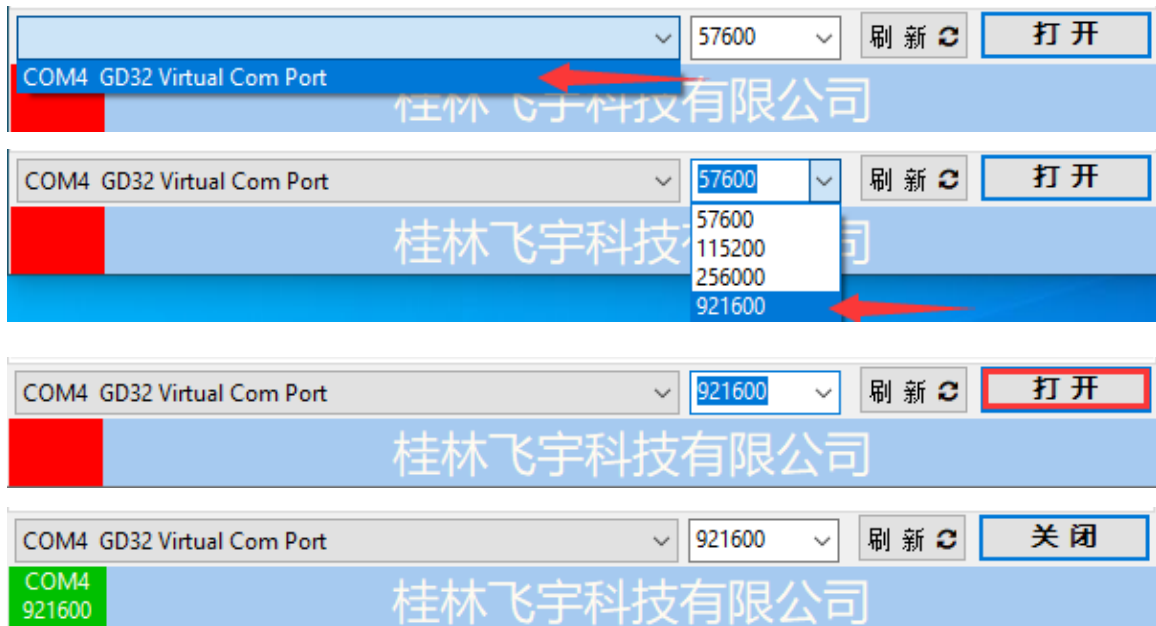 57600 刷 新 打 开
COM4 GD32 Virtual Com Port
桂林飞宇科技有限公司
COM4 GD32 Virtual Com Port 57600 刷 新 打 开
57600
桂林飞宇科技 司
115200
256000
921600
COM4 GD32 Virtual Com Port 921600 刷 新 打 开
桂林飞宇科技有限公司
COM4 GD32 Virtual Com Port 921600 刷 新 关 闭
COM4
921600
桂林飞宇科技有限公司